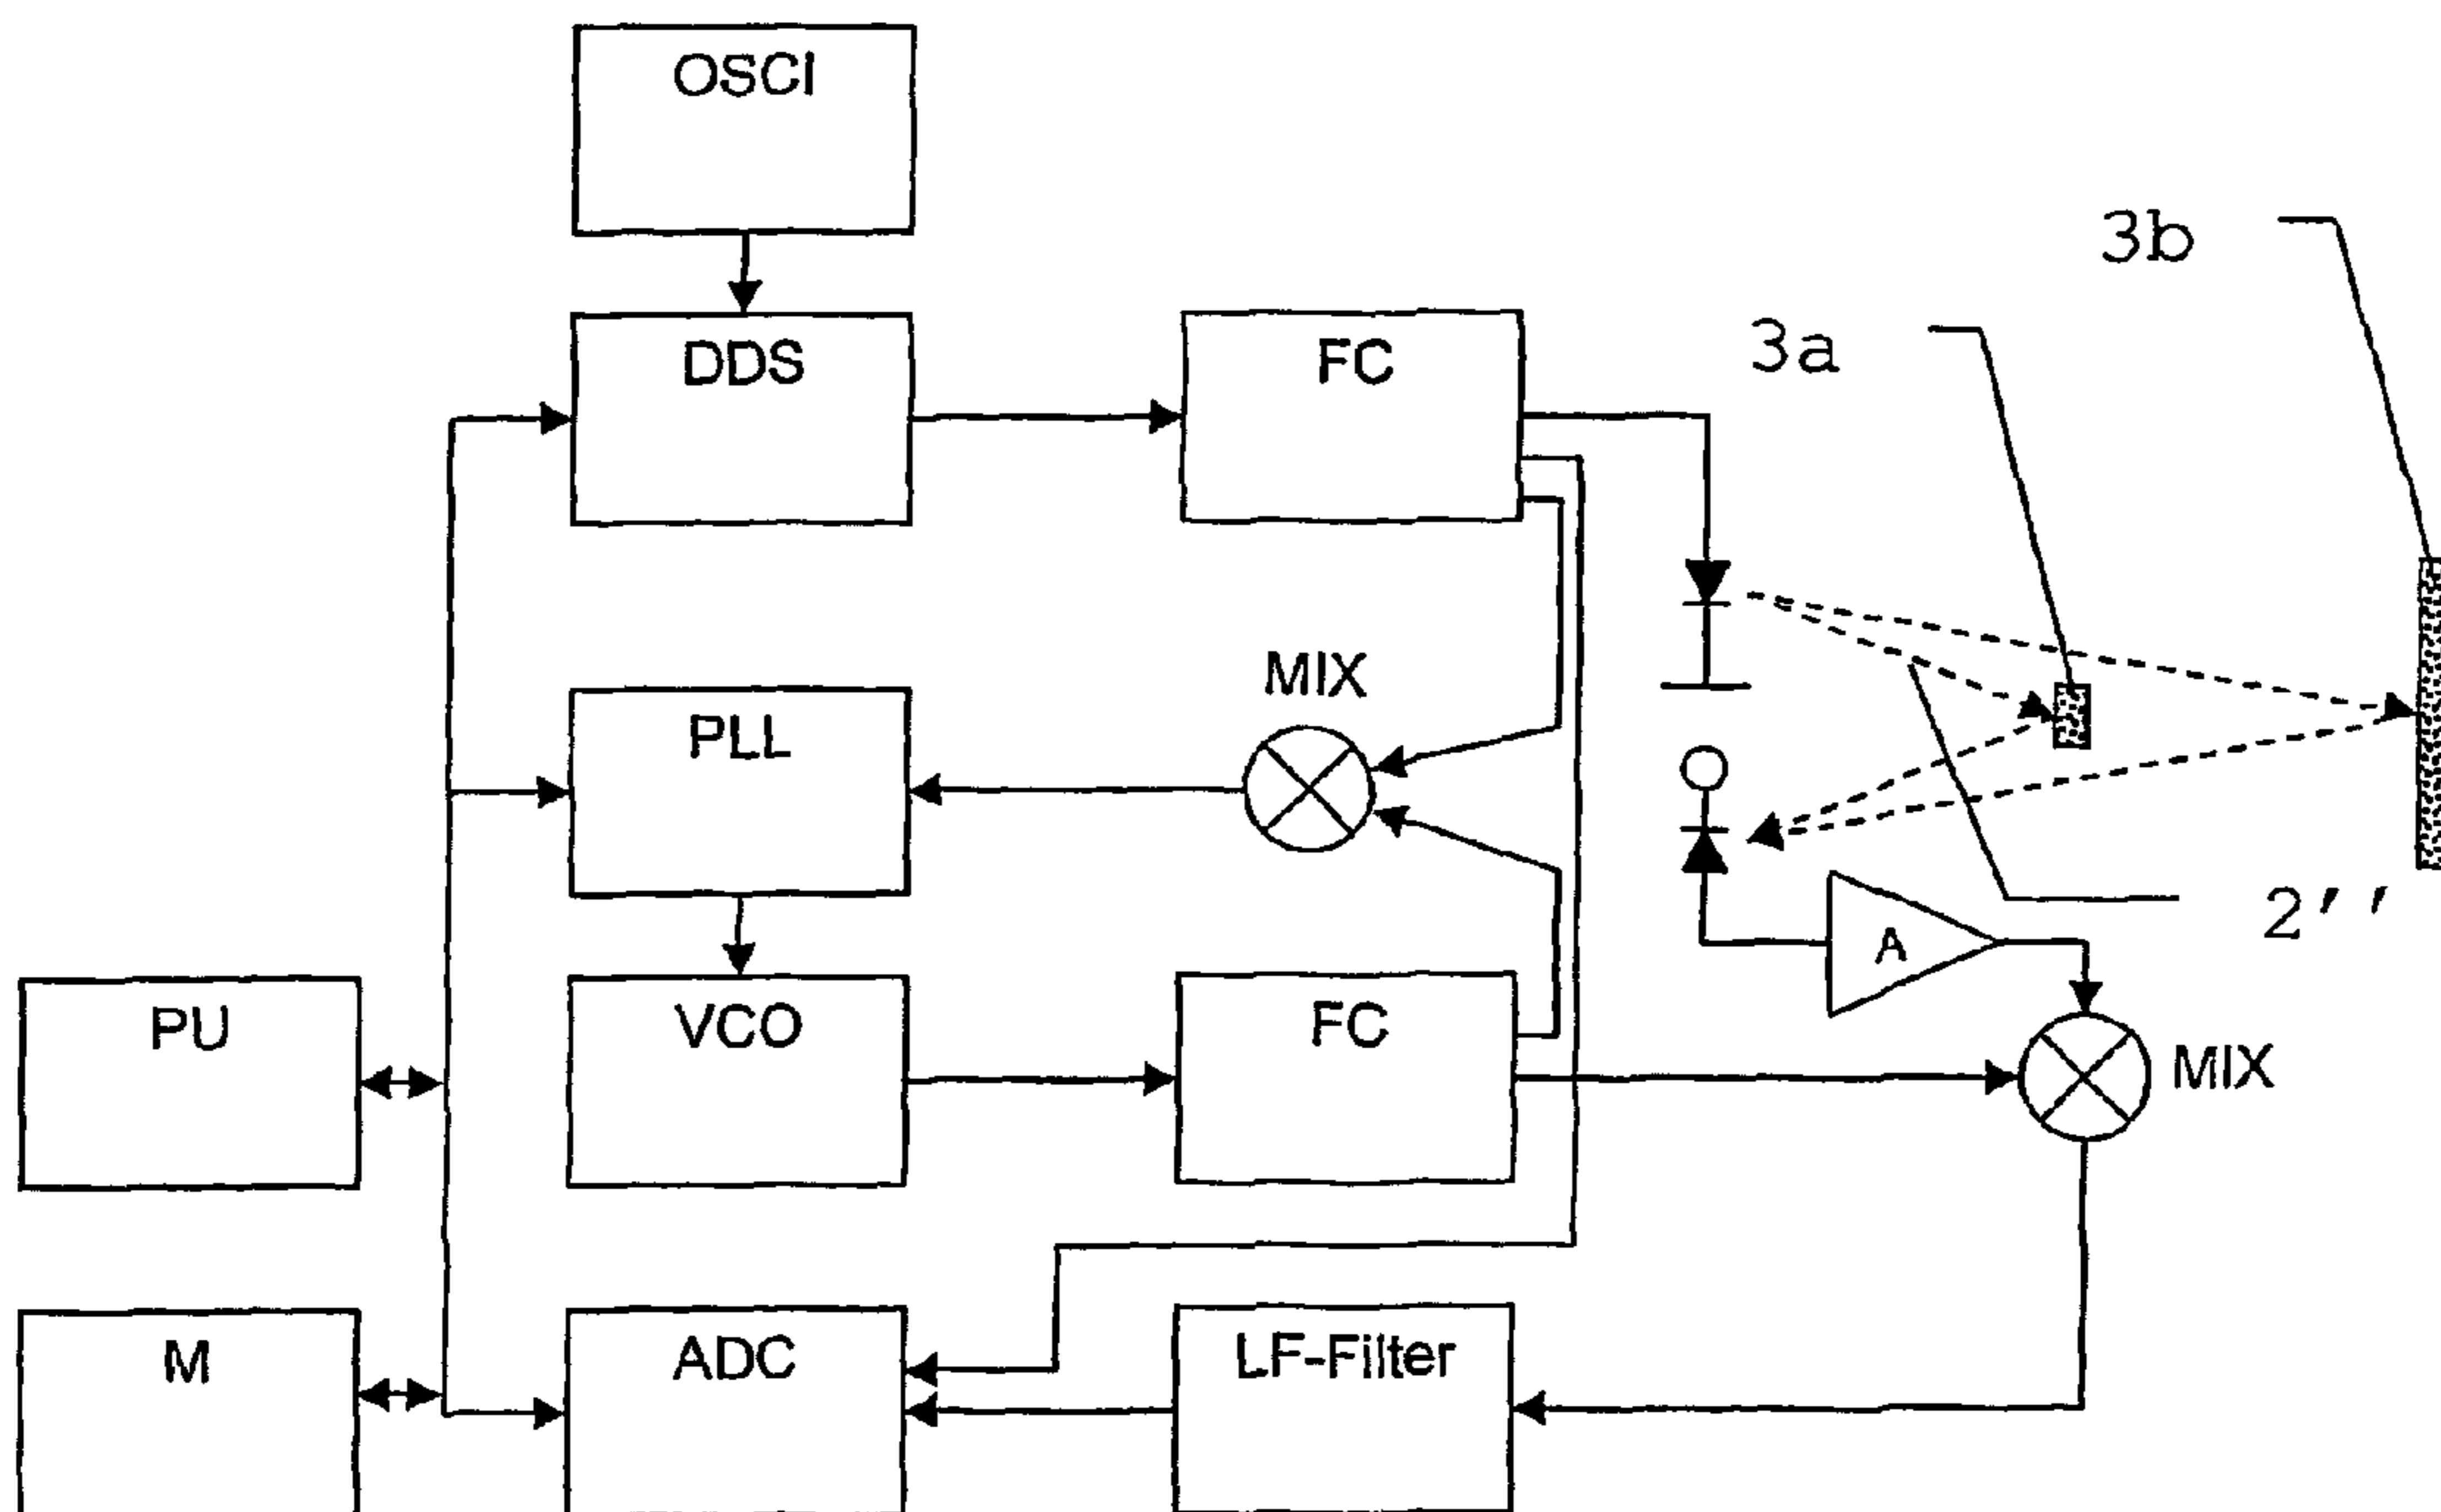 OSCI
3b
DDS
FC
3a
MIX
PLL
2''
A
PU
VCO
FC
MIX
M
ADC
LF-Filter